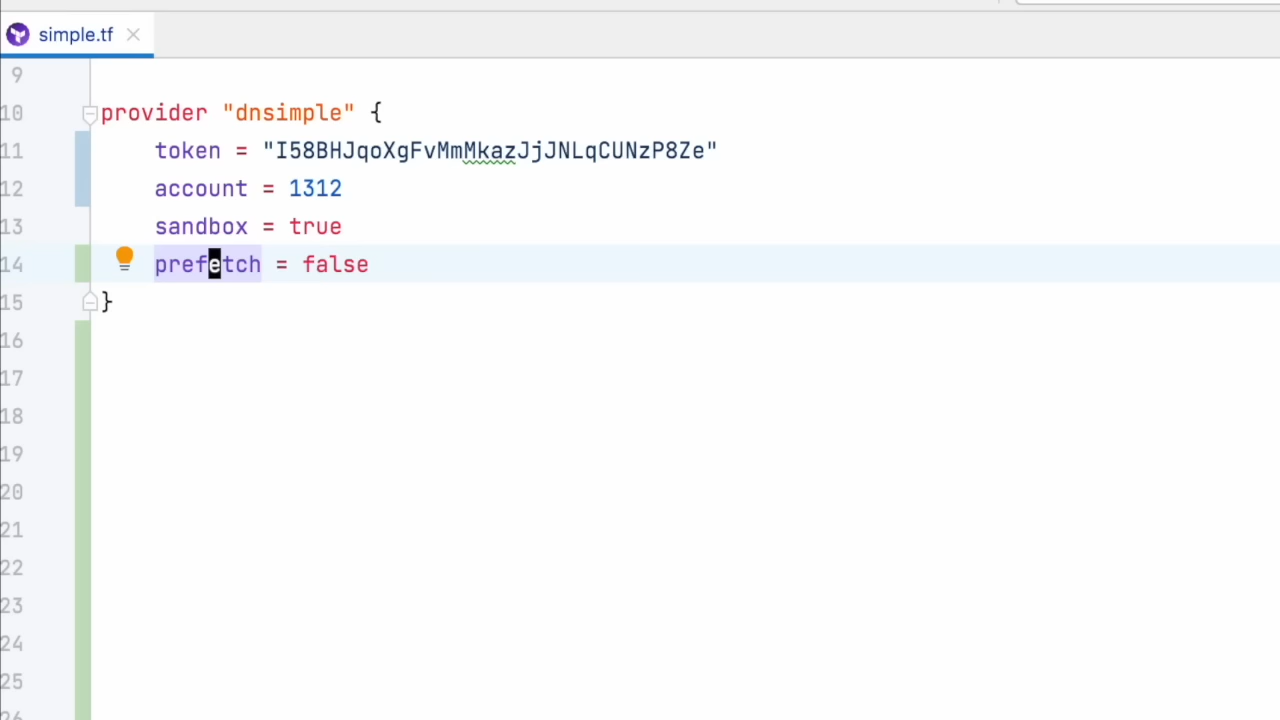 simple.tf
9
10 provider "dnsimple" {
11 token = "I58BHJqoXgFvMmMkazJjJNLqCUNzP8Ze"
12 account = 1312
13 sandbox = true
14 prefetch = false
15 }
16
17
18
19
20
21
22
23
24
25
26